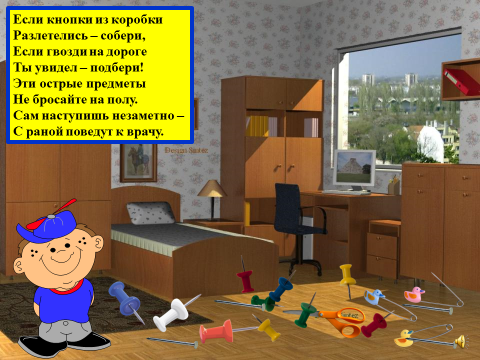 Если кнопки из коробки
Разлетелись – собери,
Если гвозди на дороге
Ты увидел – подбери!
Эти острые предметы
Не бросайте на полу.
Сам наступишь незаметно –
С раной поведут к врачу.